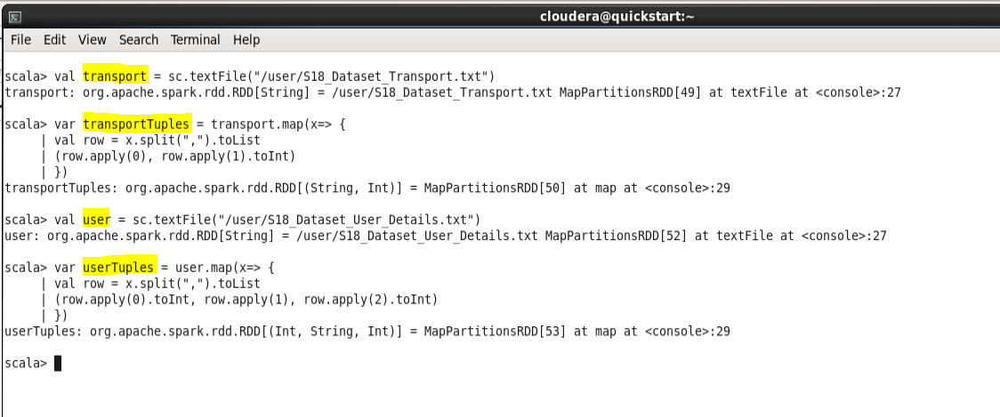 cloudera@quickstart:~
File Edit View Search Terminal Help
scala> val transport = sc.textFile("/user/S18_Dataset_Transport.txt")
transport: org.apache.spark.rdd.RDD[String] = /user/S18_Dataset_Transport.txt MapPartitionsRDD[49] at textFile at <console>:27
scala> var transportTuples = transport.map(x=> {
| val row = x.split(",").toList
| (row.apply(0), row.apply(1).toInt)
| })
transportTuples: org.apache.spark.rdd.RDD[(String, Int)] = MapPartitionsRDD[50] at map at <console>:29
scala> val user = sc.textFile("/user/S18_Dataset_User_Details.txt")
user: org.apache.spark.rdd.RDD[String] = /user/S18_Dataset_User_Details.txt MapPartitionsRDD[52] at textFile at <console>:27
scala> var userTuples = user.map(x=> {
| val row = x.split(",").toList
| (row.apply(0).toInt, row.apply(1), row.apply(2).toInt)
| })
userTuples: org.apache.spark.rdd.RDD[(Int, String, Int)] = MapPartitionsRDD[53] at map at <console>:29
scala>